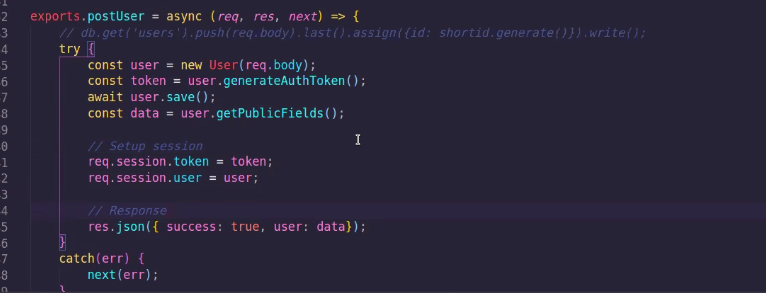 exports.postUser = async (req, res, next) => {
2
// db.get('users').push(req.body).last().assign({id: shortid.generate()}).write();
3
try {
4
const user = new User(req.body);
5
const token = user.generateAuthToken();
6
await user.save();
7
const data = user.getPublicFields();
8
9
// Setup session
0
req.session.token = token;
1
req.session.user = user;
2
3
// Response
4
res.json({ success: true, user: data});
5
}
6
catch(err) {
7
next(err);
8
}